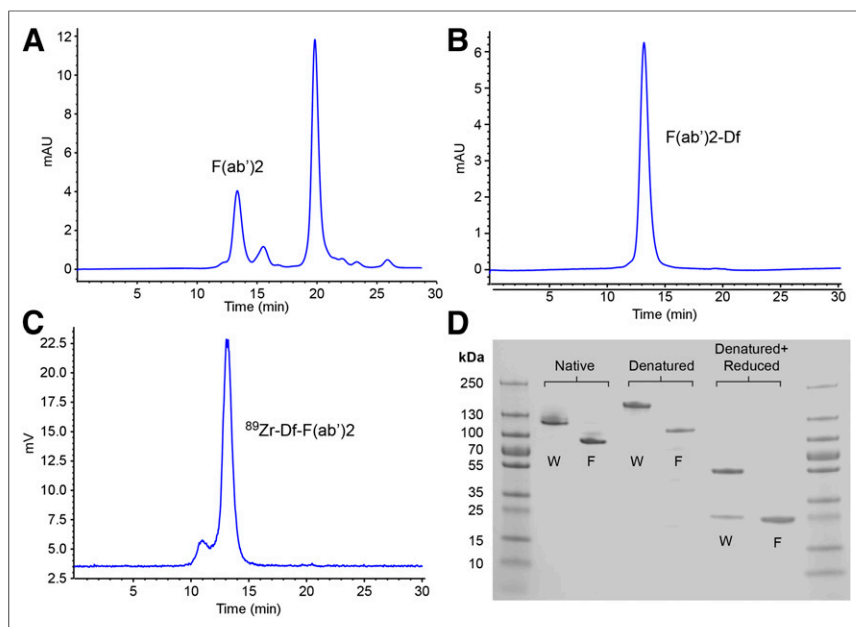 A
12
10
8
6
4
2
0
mAU
F(ab')2
5
10
15
20
25
30
Time (min)
B
6
5
4
3
2
1
0
mAU
F(ab')2-Df
5
10
15
20
25
30
Time (min)
C
22.5
20.0
17.5
15.0
12.5
10.0
7.5
5.0
2.5
mV
⁸⁹Zr-Df-F(ab')2
0
5
10
15
20
25
30
Time (min)
D
kDa
250
130
100
70
55
35
25
15
10
Native
Denatured
Denatured+
Reduced
W F
W F
W F